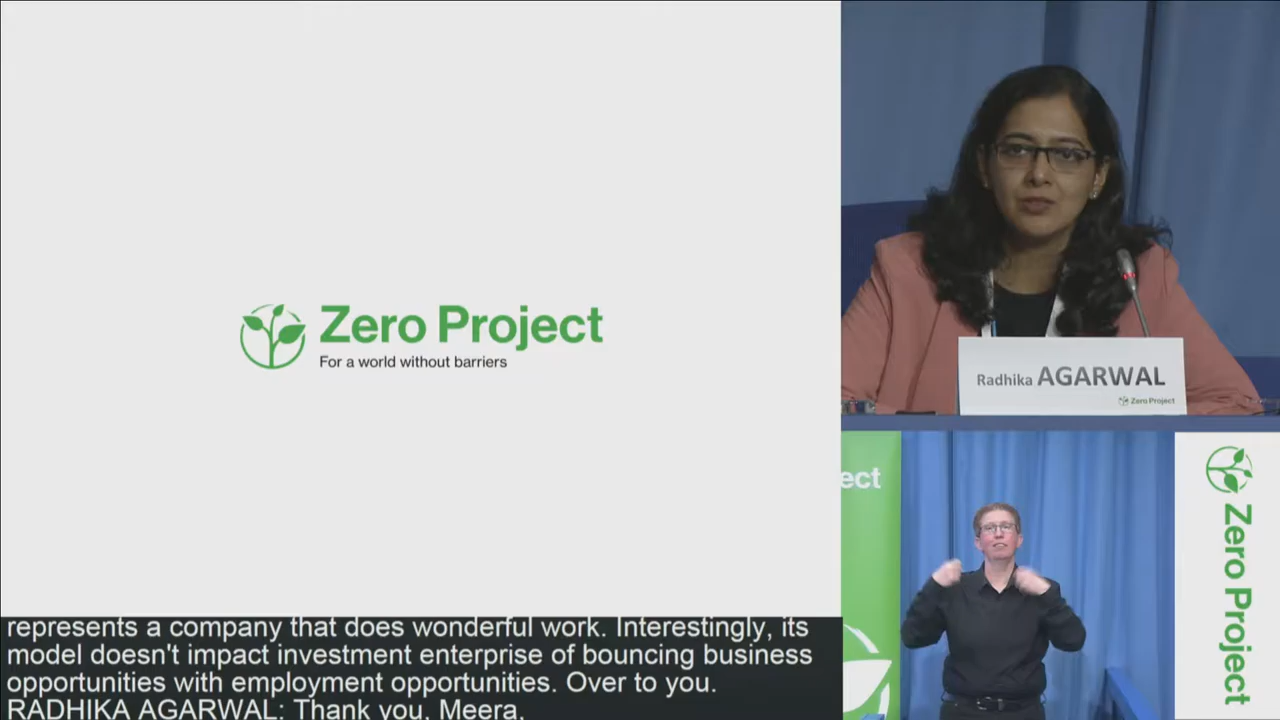 Zero Project
For a world without barriers
Radhika AGARWAL
Zero Project
ect
Zero Project
represents a company that does wonderful work. Interestingly, its
model doesn't impact investment enterprise of bouncing business
opportunities with employment opportunities. Over to you.
RADHIKA AGARWAL: Thank you, Meera.